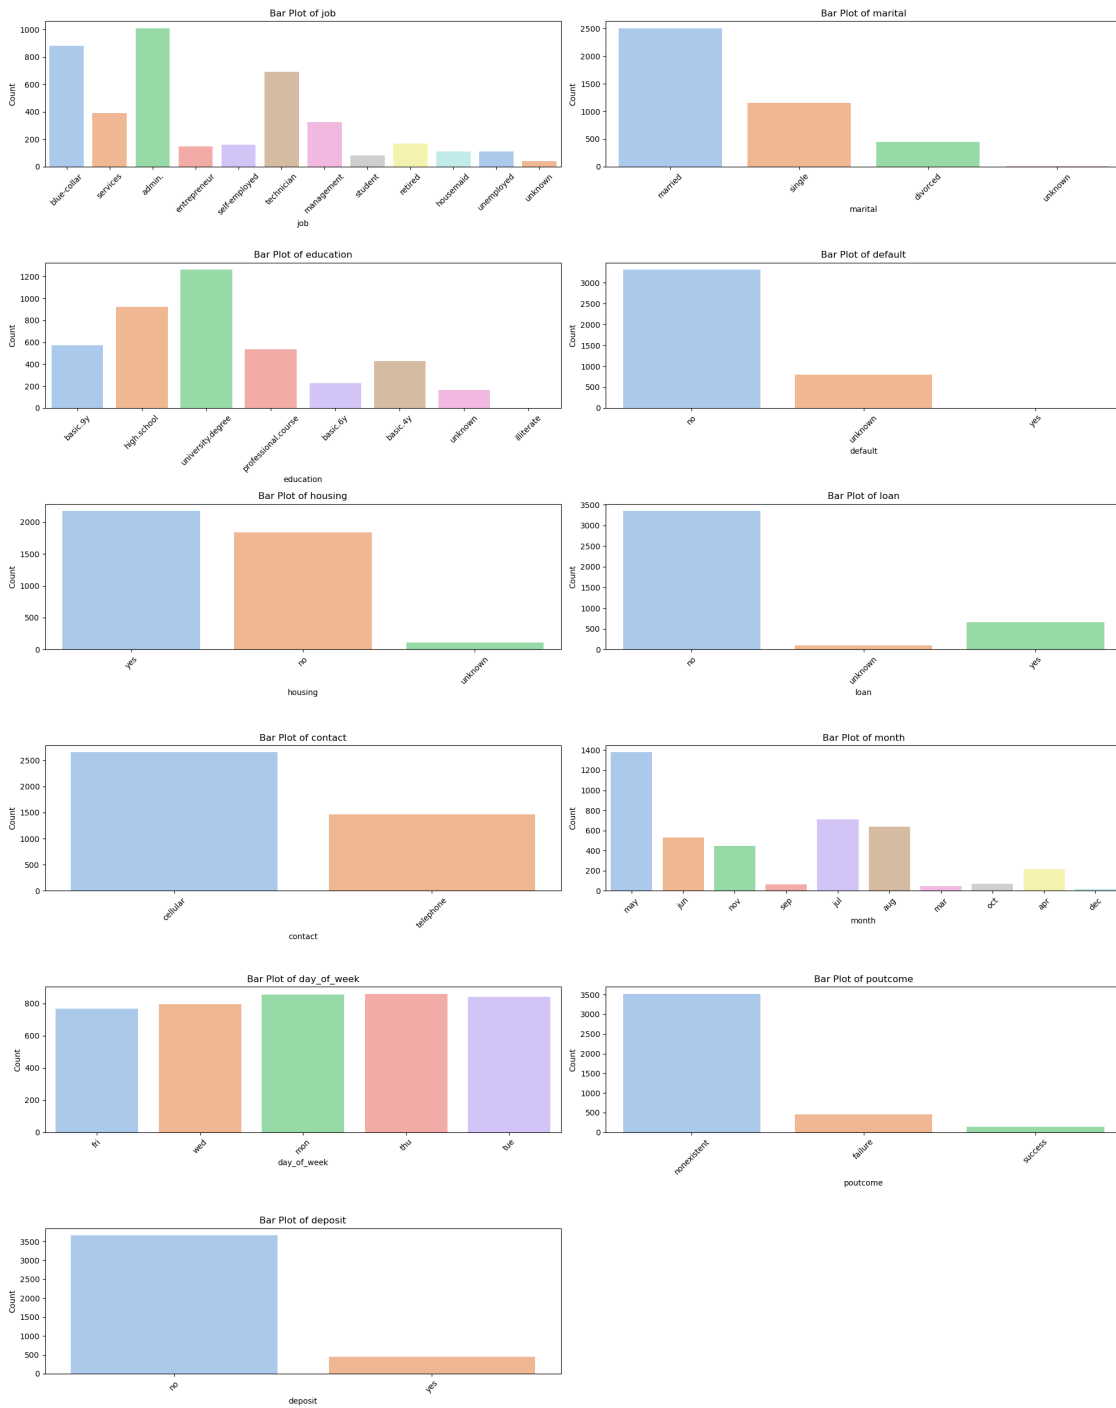 Bar Plot of job
Count
1000
800
600
400
200
0
blue-collar
services
admin.
entrepreneur
self-employed
technician
management
student
retired
housemaid
unemployed
unknown
job
Bar Plot of marital
Count
2500
2000
1500
1000
500
0
married
single
divorced
unknown
marital
Bar Plot of education
Count
1200
1000
800
600
400
200
0
basic.9y
high.school
university.degree
professional.course
basic.6y
basic.4y
unknown
illiterate
education
Bar Plot of default
Count
3000
2500
2000
1500
1000
500
0
no
unknown
yes
default
Bar Plot of housing
Count
2000
1500
1000
500
0
yes
no
unknown
housing
Bar Plot of loan
Count
3500
3000
2500
2000
1500
1000
500
0
no
unknown
yes
loan
Bar Plot of contact
Count
2500
2000
1500
1000
500
0
cellular
telephone
contact
Bar Plot of month
Count
1400
1200
1000
800
600
400
200
0
may
jun
nov
sep
jul
aug
mar
oct
apr
dec
month
Bar Plot of day_of_week
Count
800
600
400
200
0
fri
wed
mon
thu
tue
day_of_week
Bar Plot of poutcome
Count
3500
3000
2500
2000
1500
1000
500
0
nonexistent
failure
success
poutcome
Bar Plot of deposit
Count
3500
3000
2500
2000
1500
1000
500
0
no
yes
deposit